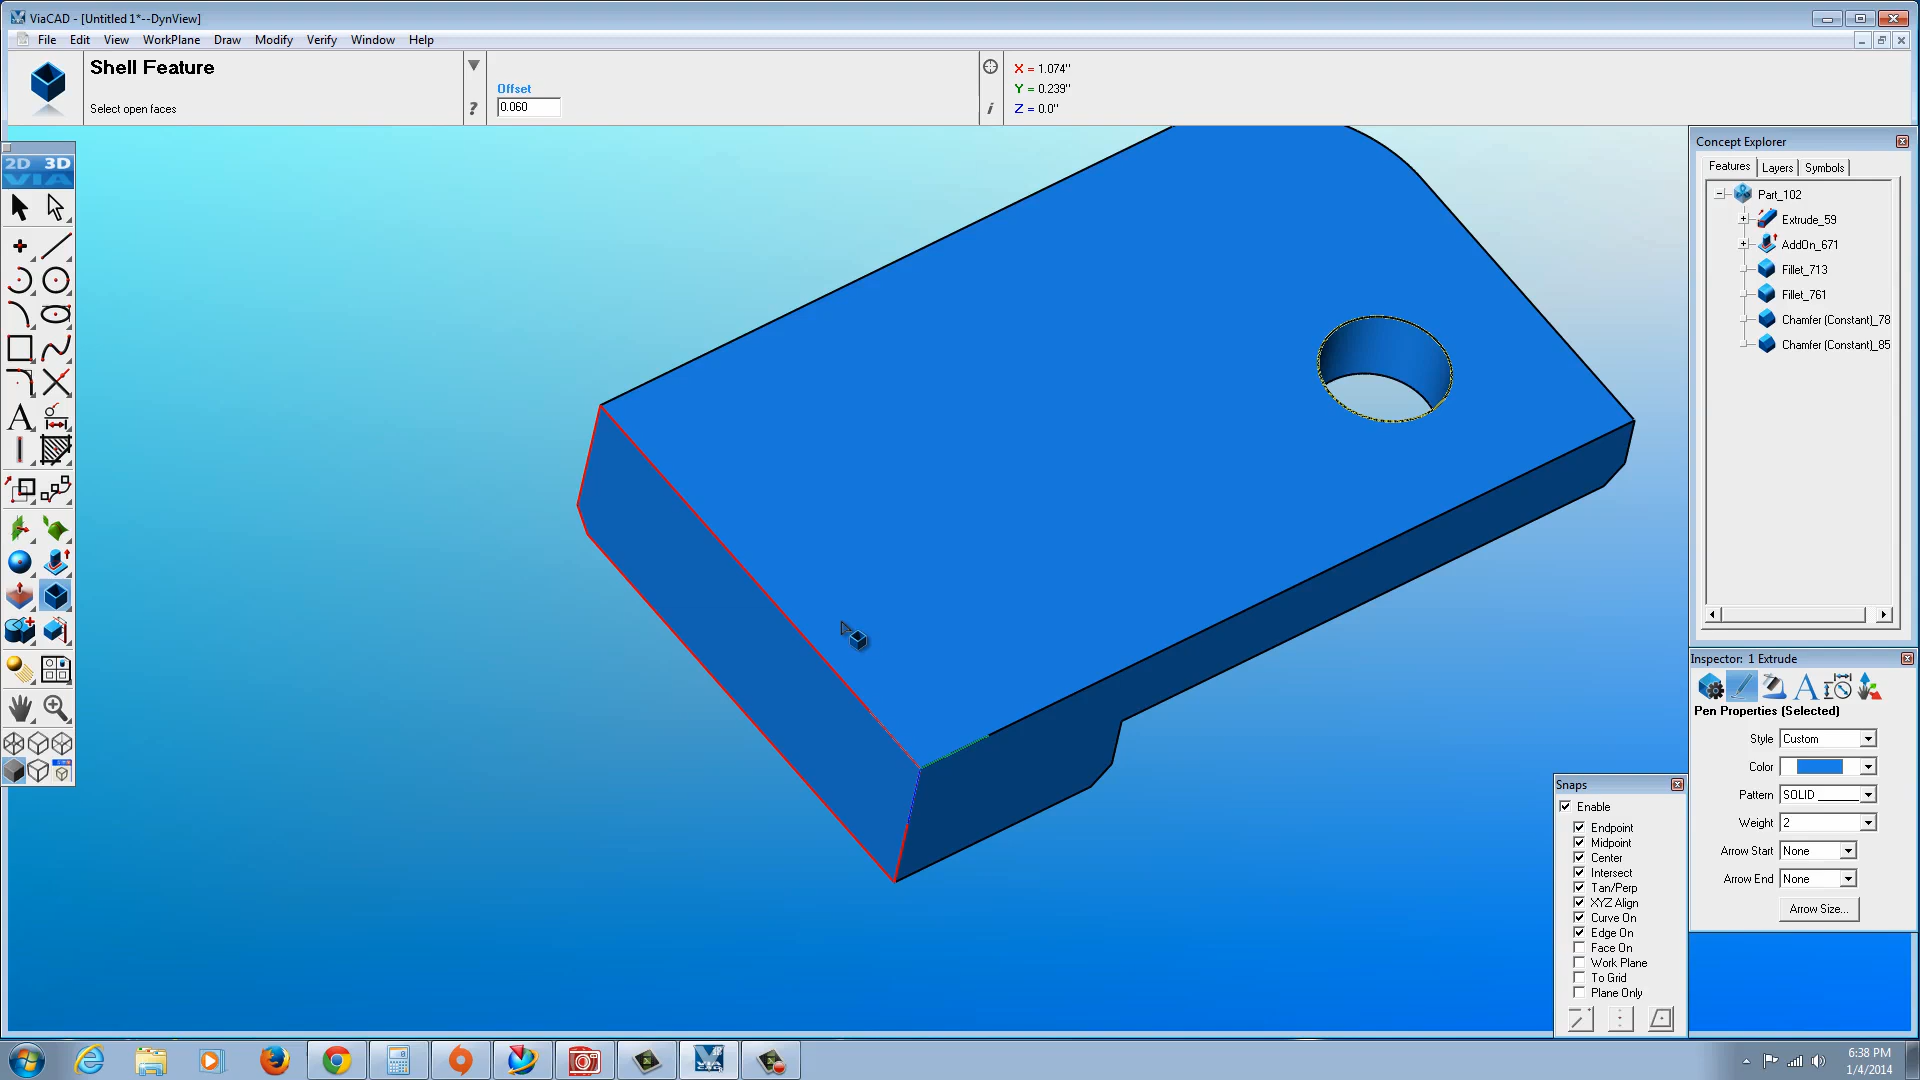 ViaCAD - [Untitled 1*--DynView]
File Edit View WorkPlane Draw Modify Verify Window Help
Shell Feature
Select open faces
?
Offset
0.060
i
X = 1.074"
Y = 0.239"
Z = 0.0"
2D 3D
VIA
A
Concept Explorer
Features Layers Symbols
Part_102
Extrude_59
AddOn_671
Fillet_713
Fillet_761
Chamfer (Constant)_78
Chamfer (Constant)_85
Inspector: 1 Extrude
A
Pen Properties (Selected)
Style Custom
Color
Pattern SOLID
Weight 2
Arrow Start None
Arrow End None
Arrow Size...
Snaps
Enable
Endpoint
Midpoint
Center
Intersect
Tan/Perp
XYZ Align
Curve On
Edge On
Face On
Work Plane
To Grid
Plane Only
6:38 PM
1/4/2014